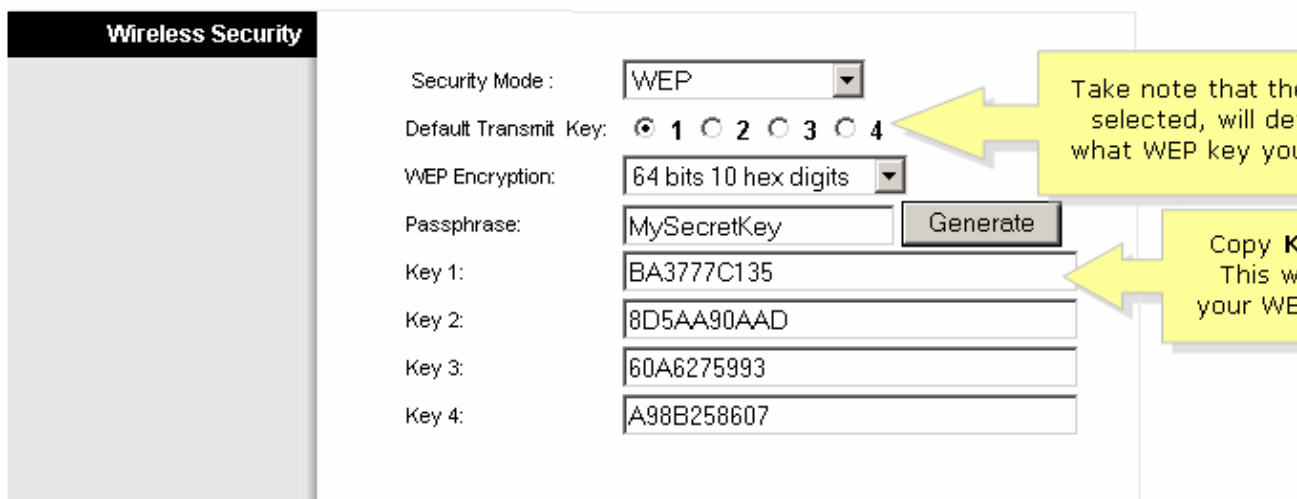 Wireless Security
Security Mode :
WEP
Default Transmit Key:
1 2 3 4
WEP Encryption:
64 bits 10 hex digits
Passphrase:
MySecretKey
Generate
Key 1:
BA3777C135
Key 2:
8D5AA90AAD
Key 3:
60A6275993
Key 4:
A98B258607
Take note that the
selected, will de
what WEP key you
Copy K
This w
your WE